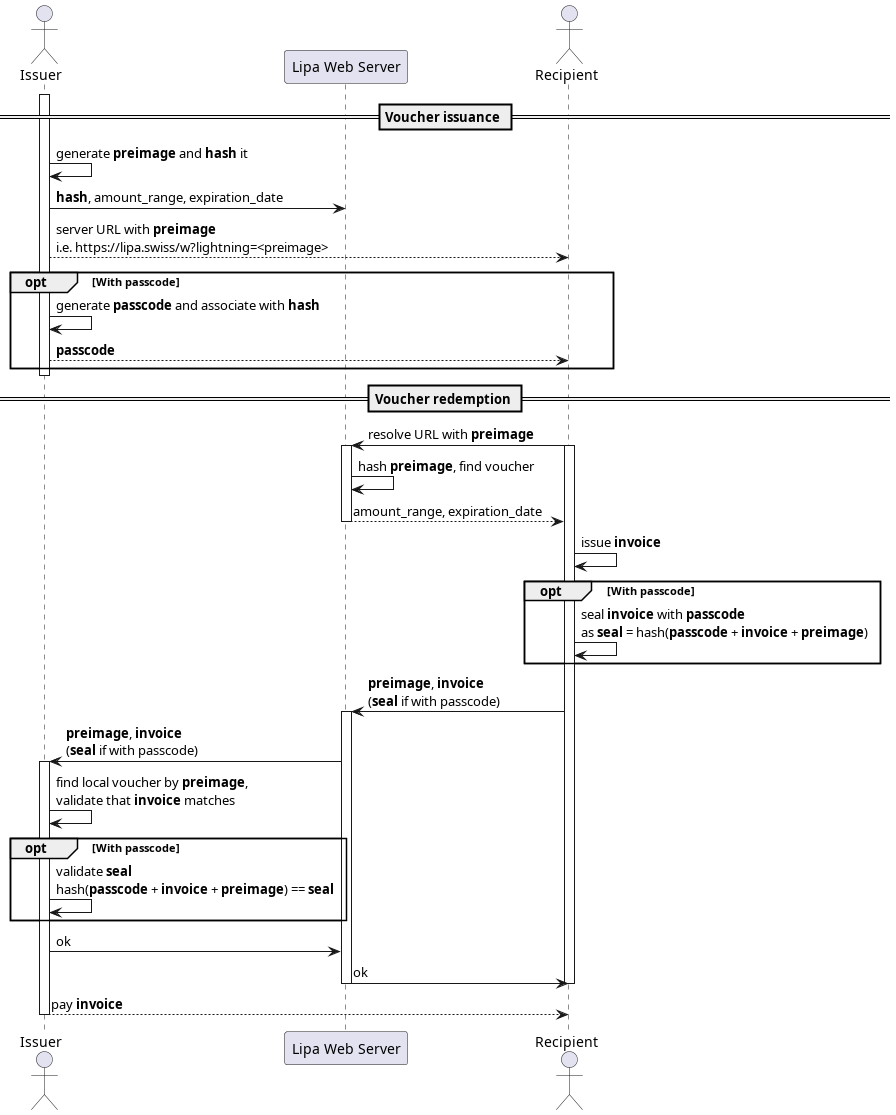 Issuer
Lipa Web Server
Recipient
Voucher issuance
generate preimage and hash it
hash, amount_range, expiration_date
server URL with preimage
i.e. https://lipa.swiss/w?lightning=<preimage>
opt [With passcode]
generate passcode and associate with hash
passcode
Voucher redemption
resolve URL with preimage
hash preimage, find voucher
amount_range, expiration_date
issue invoice
opt [With passcode]
seal invoice with passcode
as seal = hash(passcode + invoice + preimage)
preimage, invoice
(seal if with passcode)
preimage, invoice
(seal if with passcode)
find local voucher by preimage,
validate that invoice matches
opt [With passcode]
validate seal
hash(passcode + invoice + preimage) == seal
ok
ok
pay invoice
Issuer
Lipa Web Server
Recipient